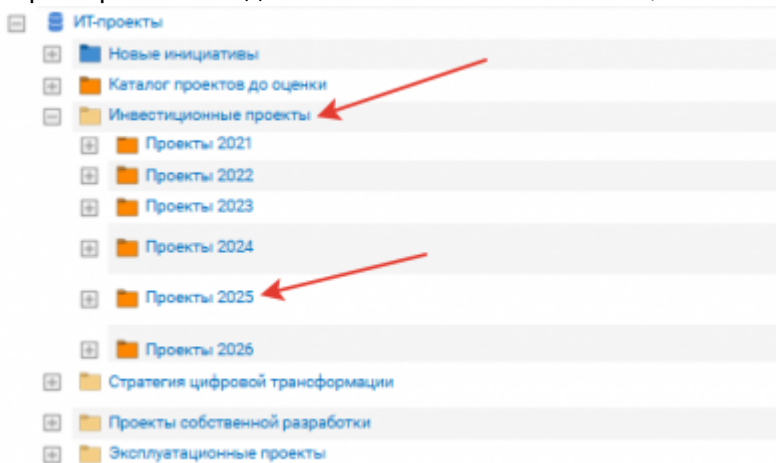 ИТ-проекты
Новые инициативы
Каталог проектов до оценки
Инвестиционные проекты
Проекты 2021
Проекты 2022
Проекты 2023
Проекты 2024
Проекты 2025
Проекты 2026
Стратегия цифровой трансформации
Проекты собственной разработки
Эксплуатационные проекты